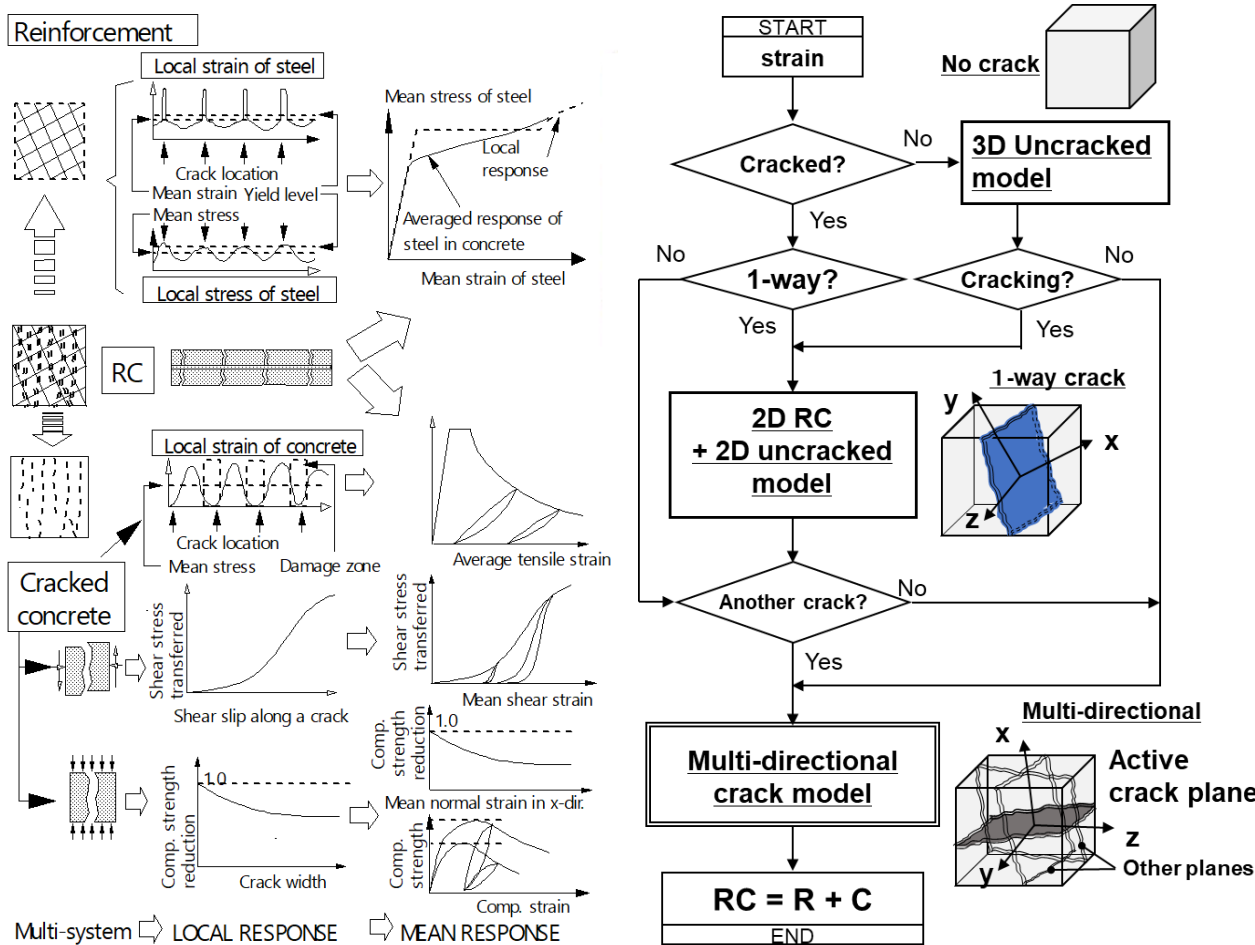 Reinforcement
Local strain of steel
Crack location
Mean strain
Yield level
Mean stress
Local stress of steel
Mean stress of steel
Local
response
Averaged response of
steel in concrete
Mean strain of steel
RC
Local strain of concrete
Crack location
Mean stress
Damage zone
Average tensile strain
Cracked
concrete
Shear stress
transferred
Shear slip along a crack
Shear stress
transferred
Mean shear strain
Comp. strength
reduction
1.0
Crack width
Comp.
strength
reduction
1.0
Mean normal strain in x-dir.
Comp.
strength
Comp. strain
Multi-system
LOCAL RESPONSE
MEAN RESPONSE
START
strain
No crack
Cracked?
No
3D Uncracked
model
Yes
No
1-way?
Cracking?
No
Yes
Yes
2D RC
+ 2D uncracked
model
1-way crack
y
x
z
Another crack?
No
Yes
Multi-directional
crack model
Multi-directional
x
Active
crack plane
z
y
Other planes
RC = R + C
END